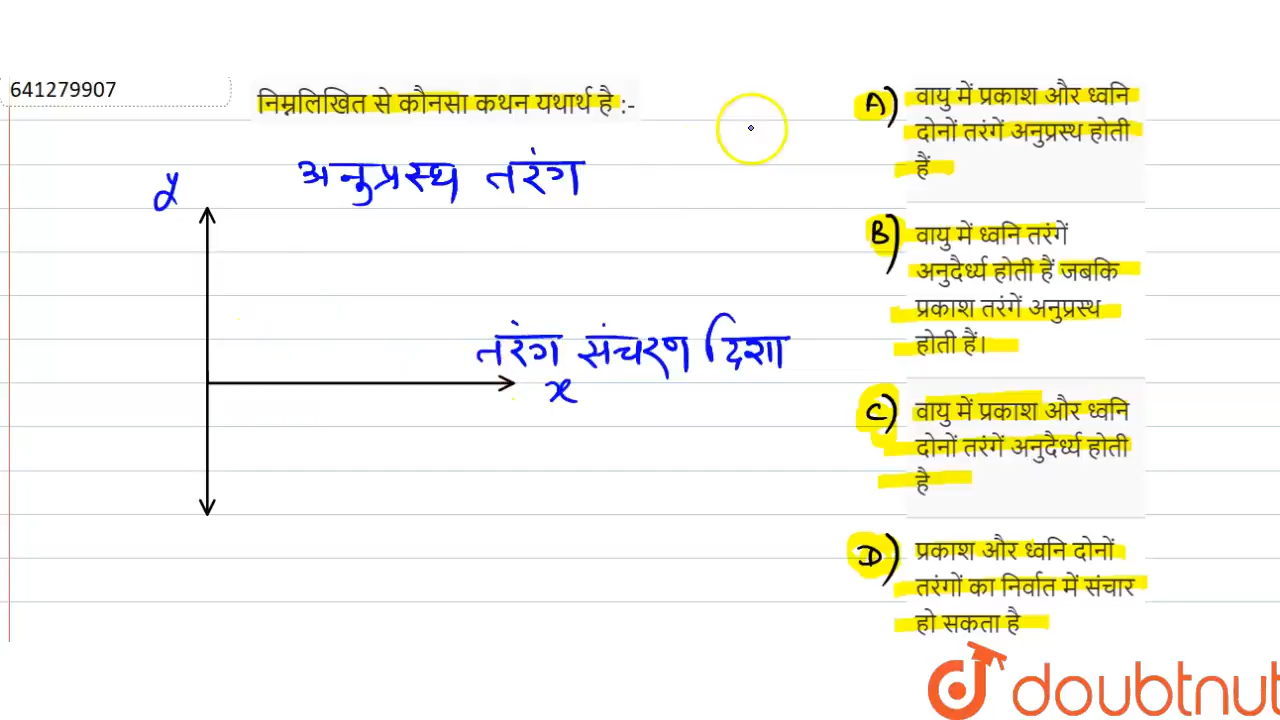 641279907
निम्नलिखित से कौनसा कथन यथार्थ है :-
अनुप्रस्थ तरंग
y
तरंग संचरण दिशा
x
A) वायु में प्रकाश और ध्वनि
दोनों तरंगें अनुप्रस्थ होती
हैं
B) वायु में ध्वनि तरंगें
अनुदैर्ध्य होती हैं जबकि
प्रकाश तरंगें अनुप्रस्थ
होती हैं।
C) वायु में प्रकाश और ध्वनि
दोनों तरंगें अनुदैर्ध्य होती
है
D) प्रकाश और ध्वनि दोनों
तरंगों का निर्वात में संचार
हो सकता है
doubtnut